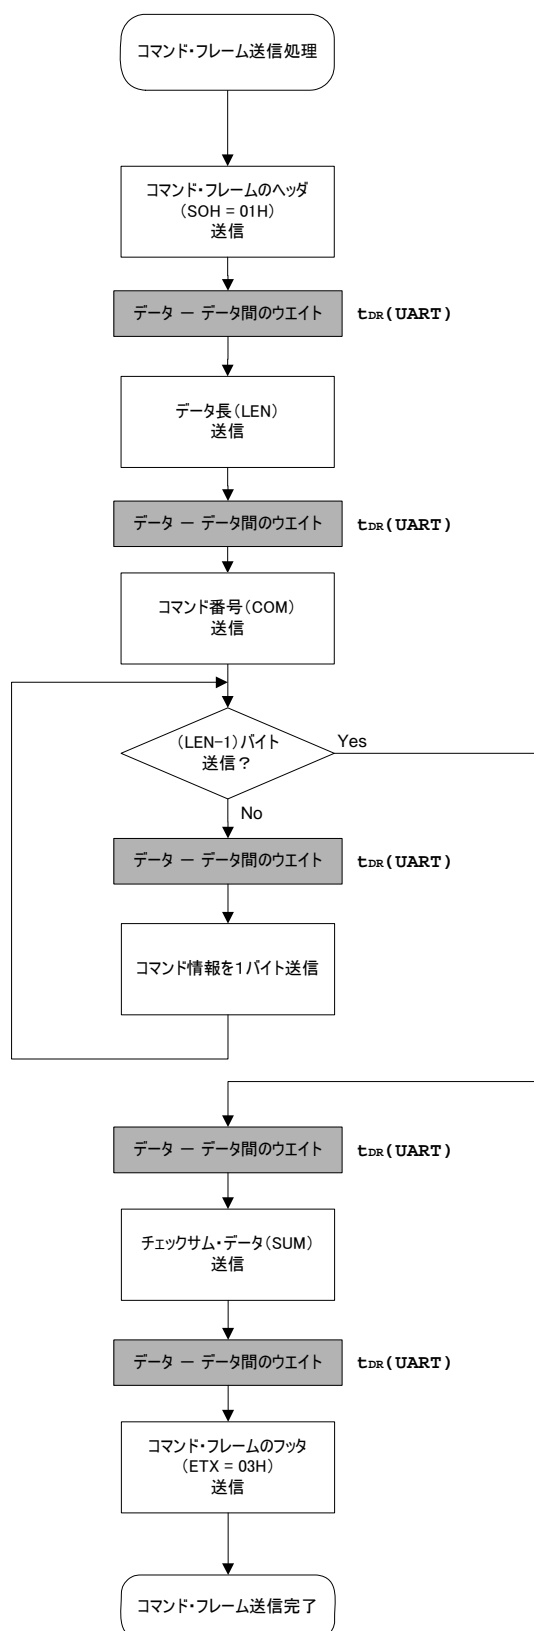 コマンド・フレーム送信処理
コマンド・フレームのヘッダ
(SOH = 01H)
送信
データ － データ間のウエイト tDR(UART)
データ長(LEN)
送信
データ － データ間のウエイト tDR(UART)
コマンド番号(COM)
送信
(LEN-1)バイト
送信？
Yes
No
データ － データ間のウエイト tDR(UART)
コマンド情報を1バイト送信
データ － データ間のウエイト tDR(UART)
チェックサム・データ(SUM)
送信
データ － データ間のウエイト tDR(UART)
コマンド・フレームのフッタ
(ETX = 03H)
送信
コマンド・フレーム送信完了